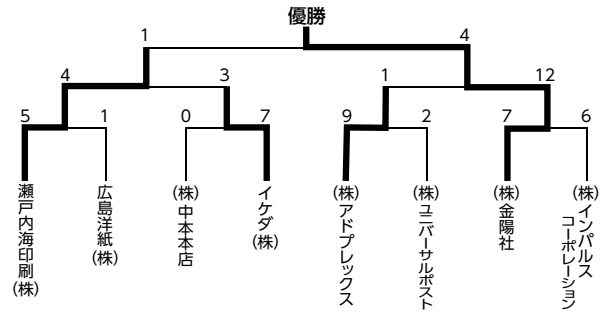 優勝
1
4
4
3
1
12
5
1
0
7
9
2
7
6
瀬戸内海印刷(株)
広島洋紙(株)
(株)中本本店
イケダ(株)
(株)アドプレックス
(株)ユニバーサルポスト
(株)金陽社
(株)インパルス
コーポレーション